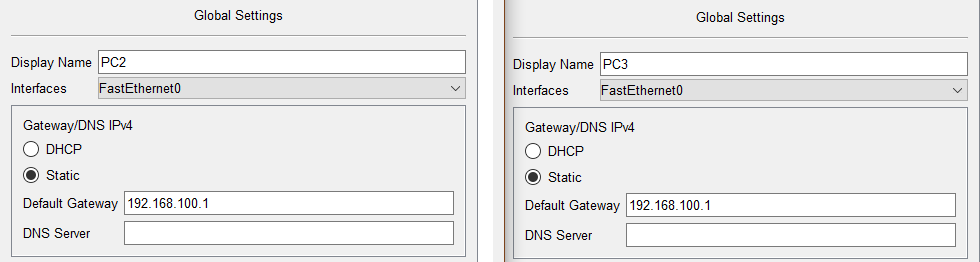 Global Settings
Display Name PC2
Interfaces FastEthernet0
Gateway/DNS IPv4
DHCP
Static
Default Gateway 192.168.100.1
DNS Server
Global Settings
Display Name PC3
Interfaces FastEthernet0
Gateway/DNS IPv4
DHCP
Static
Default Gateway 192.168.100.1
DNS Server